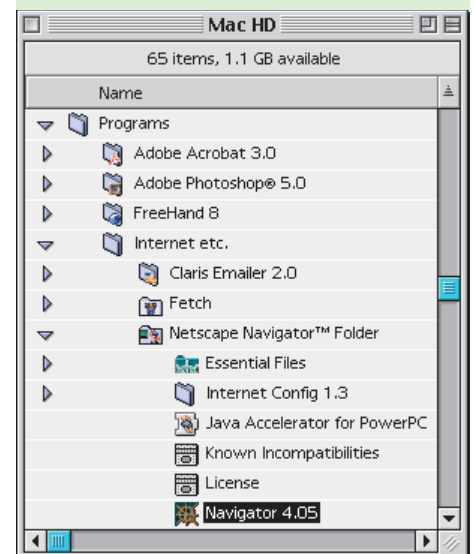 Mac HD
65 items, 1.1 GB available
Name
Programs
Adobe Acrobat 3.0
Adobe Photoshop® 5.0
FreeHand 8
Internet etc.
Claris Emailer 2.0
Fetch
Netscape Navigator™ Folder
Essential Files
Internet Config 1.3
Java Accelerator for PowerPC
Known Incompatibilities
License
Navigator 4.05